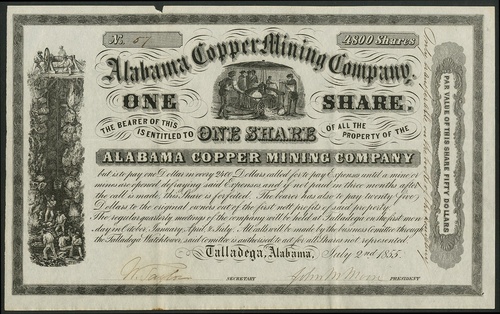 No. 57
4800 Shares
Alabama Copper Mining Company.
ONE SHARE.
THE BEARER OF THIS IS ENTITLED TO ONE SHARE OF ALL THE PROPERTY OF THE
ALABAMA COPPER MINING COMPANY
but is to pay one Dollar in every 2400 Dollars called for to pay Expenses until a mine or
mines are opened defraying said Expenses, and if not paid in three months after
the call is made, this Share is forfeited. The bearer has also to pay twenty five
Dollars to the original owners out of the first nett profits of said property.
The regular quarterly meetings of the company will be held at Talladega on the first mon-
day in October, January, April & July. All calls will be made by the business Comittee through
the Talladega Watchtower, said Comittee is authorised to act for all shares not represented.
Talladega, Alabama, July 2nd 1855.
SECRETARY
PRESIDENT
PAR VALUE OF THIS SHARE FIFTY DOLLARS